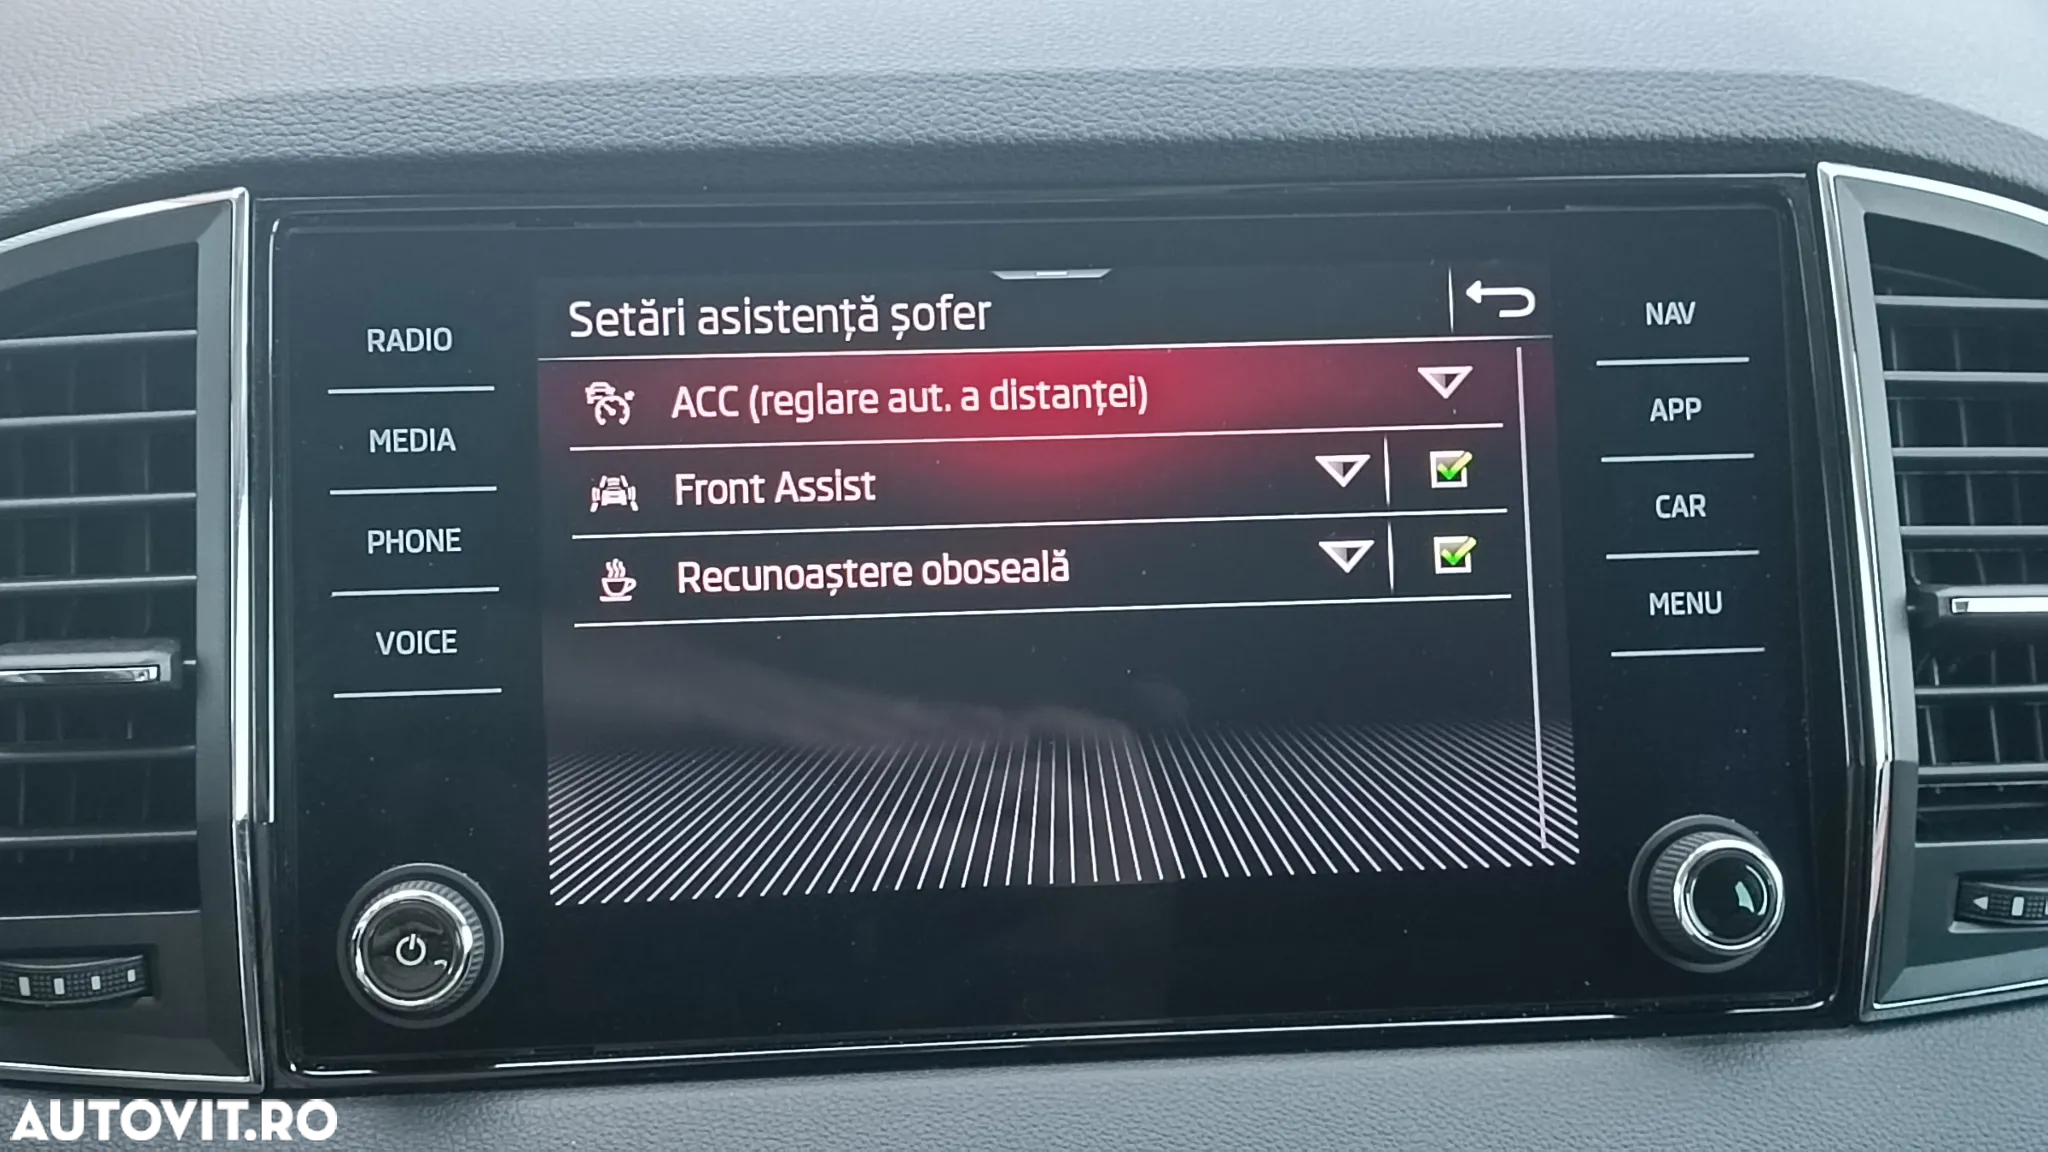 RADIO
MEDIA
PHONE
VOICE
Setări asistență șofer
ACC (reglare aut. a distanței)
Front Assist
Recunoaștere oboseală
NAV
APP
CAR
MENU
AUTOVIT.RO